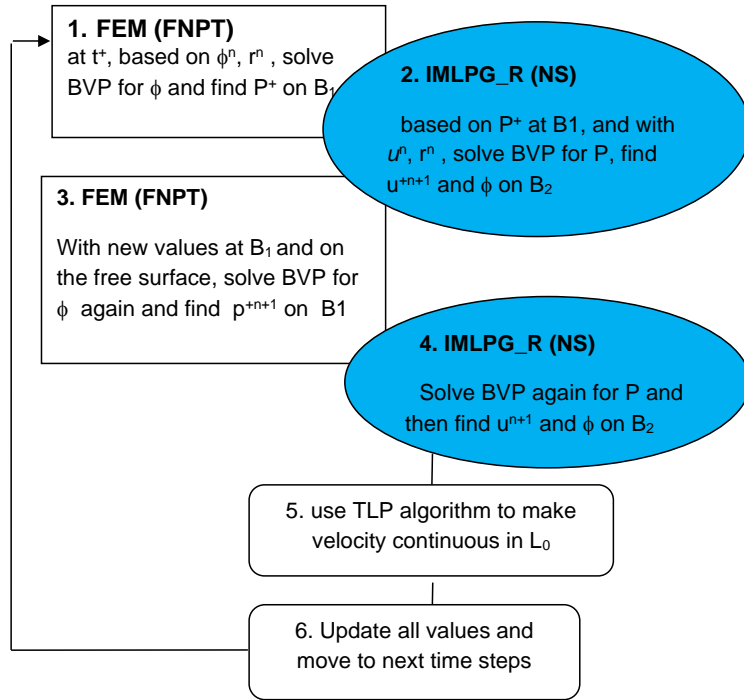 1. FEM (FNPT)
at t⁺, based on ϕⁿ, rⁿ , solve
BVP for ϕ and find P⁺ on B₁
2. IMLPG_R (NS)
based on P⁺ at B1, and with
uⁿ, rⁿ , solve BVP for P, find
u⁺ⁿ⁺¹ and ϕ on B₂
3. FEM (FNPT)
With new values at B₁ and on
the free surface, solve BVP for
ϕ again and find p⁺ⁿ⁺¹ on B1
4. IMLPG_R (NS)
Solve BVP again for P and
then find uⁿ⁺¹ and ϕ on B₂
5. use TLP algorithm to make
velocity continuous in L₀
6. Update all values and
move to next time steps